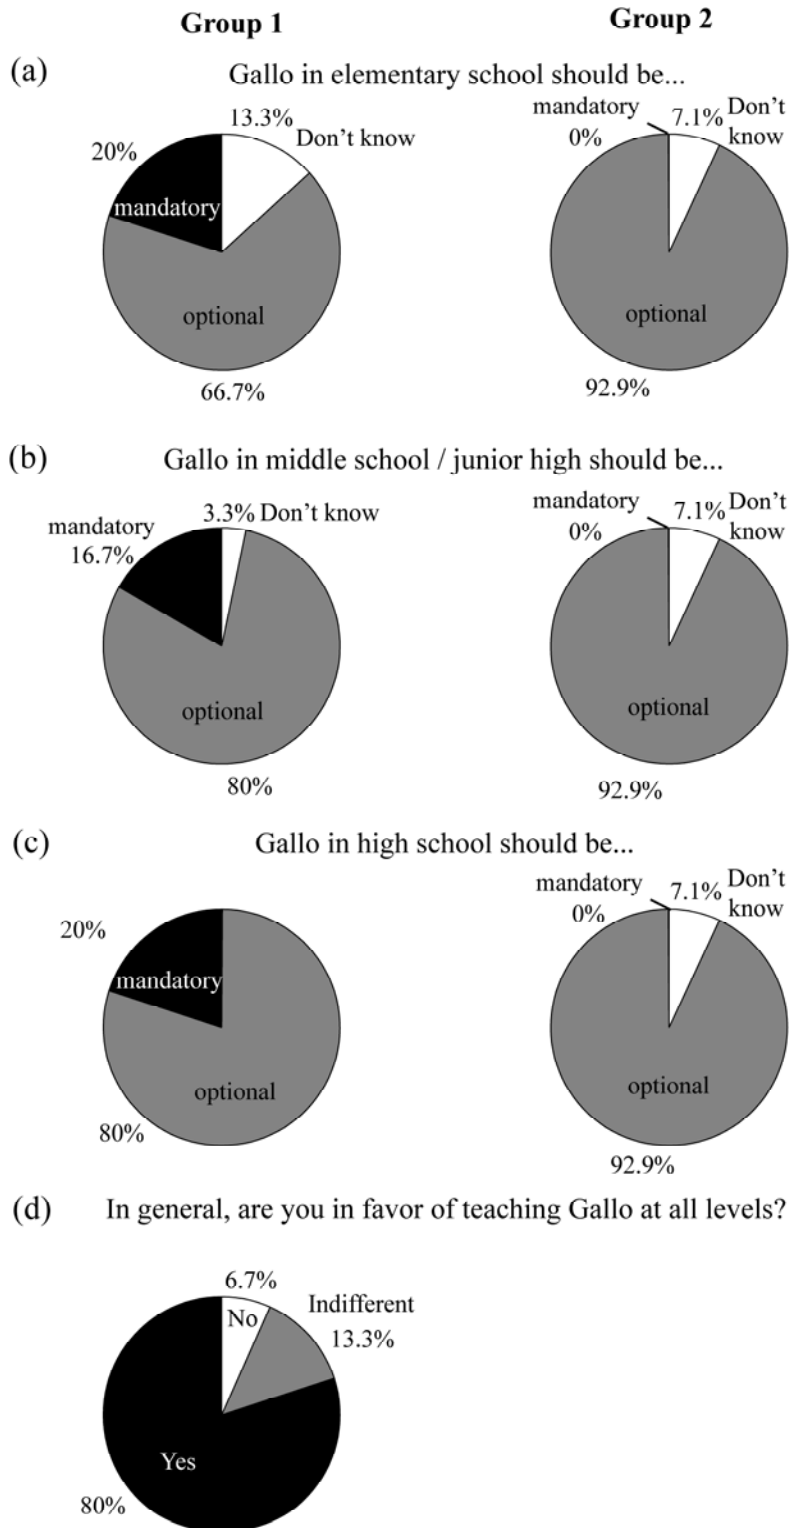 Group 1 Group 2
(a) Gallo in elementary school should be...
13.3%
Don't know
20%
mandatory
optional
66.7%
mandatory
0%
7.1%
Don't
know
optional
92.9%
(b) Gallo in middle school / junior high should be...
mandatory
16.7%
3.3% Don't know
optional
80%
mandatory
0%
7.1%
Don't
know
optional
92.9%
(c) Gallo in high school should be...
20%
mandatory
optional
80%
mandatory
0%
7.1%
Don't
know
optional
92.9%
(d) In general, are you in favor of teaching Gallo at all levels?
6.7%
No
Indifferent
13.3%
Yes
80%